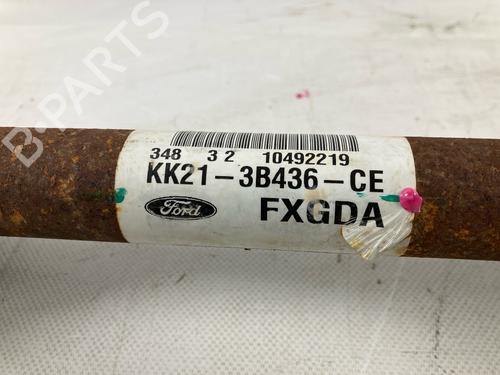 B-PARTS
348 3 2 10492219
KK21-3B436-CE
Ford FXGDA